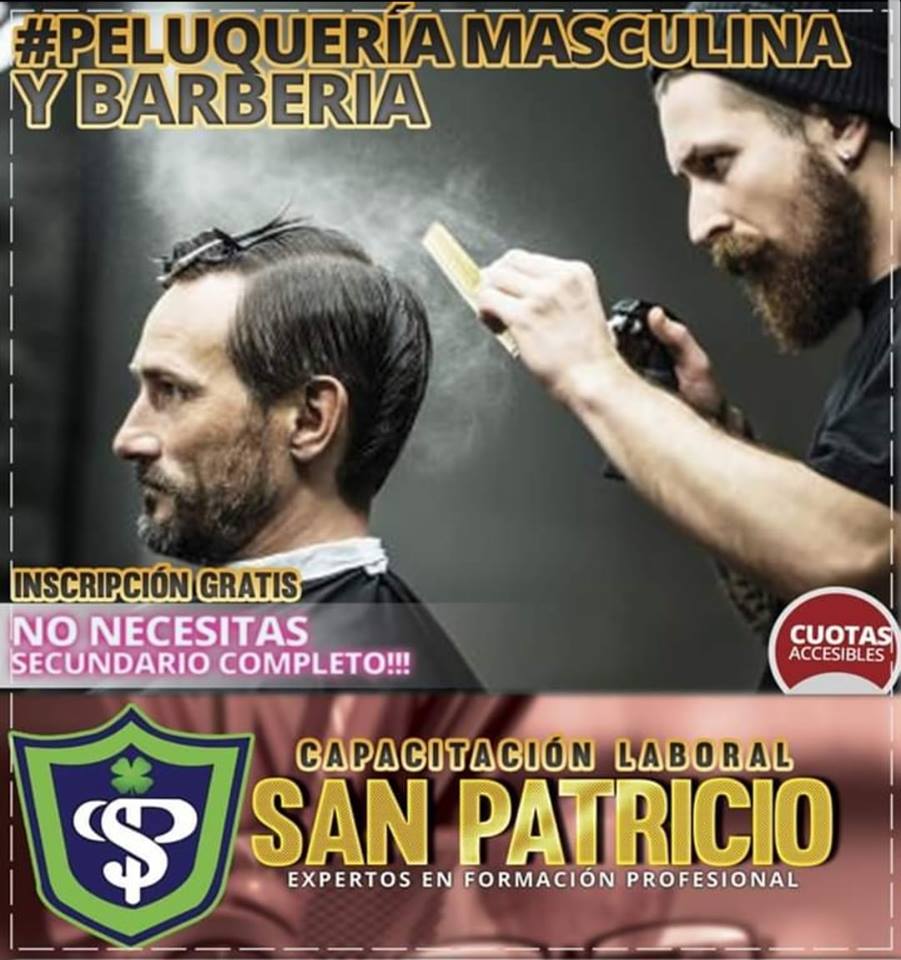 #PELUQUERÍA MASCULINA
Y BARBERIA
INSCRIPCIÓN GRATIS
NO NECESITAS
SECUNDARIO COMPLETO!!!
CUOTAS
ACCESIBLES
SP
CAPACITACIÓN LABORAL
SAN PATRICIO
EXPERTOS EN FORMACIÓN PROFESIONAL